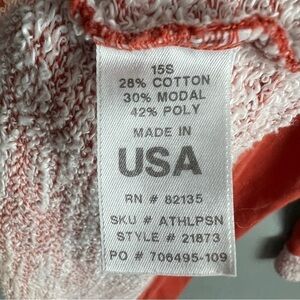 15S
28% COTTON
30% MODAL
42% POLY
MADE IN
USA
RN # 82135
SKU # ATHLPSN
STYLE # 21873
PO # 706495-109